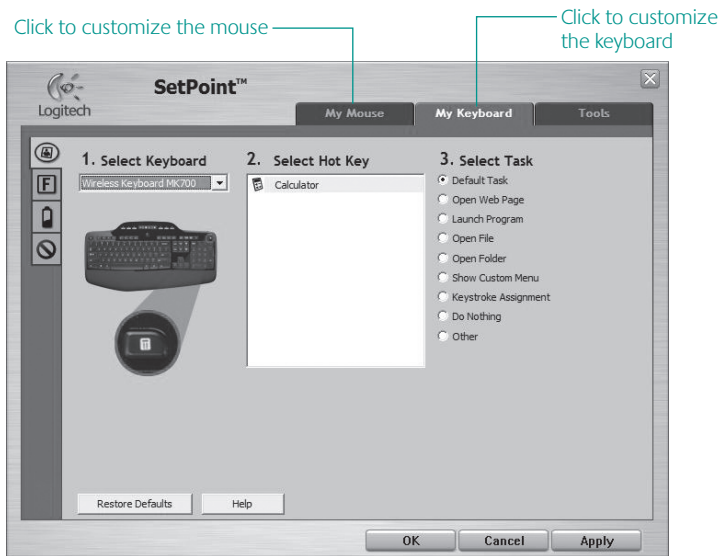 Click to customize the mouse
Click to customize
the keyboard
Logitech
SetPoint™
My Mouse
My Keyboard
Tools
1. Select Keyboard
2. Select Hot Key
3. Select Task
Wireless Keyboard MK700
Calculator
Default Task
Open Web Page
Launch Program
Open File
Open Folder
Show Custom Menu
Keystroke Assignment
Do Nothing
Other
F
Restore Defaults
Help
OK
Cancel
Apply